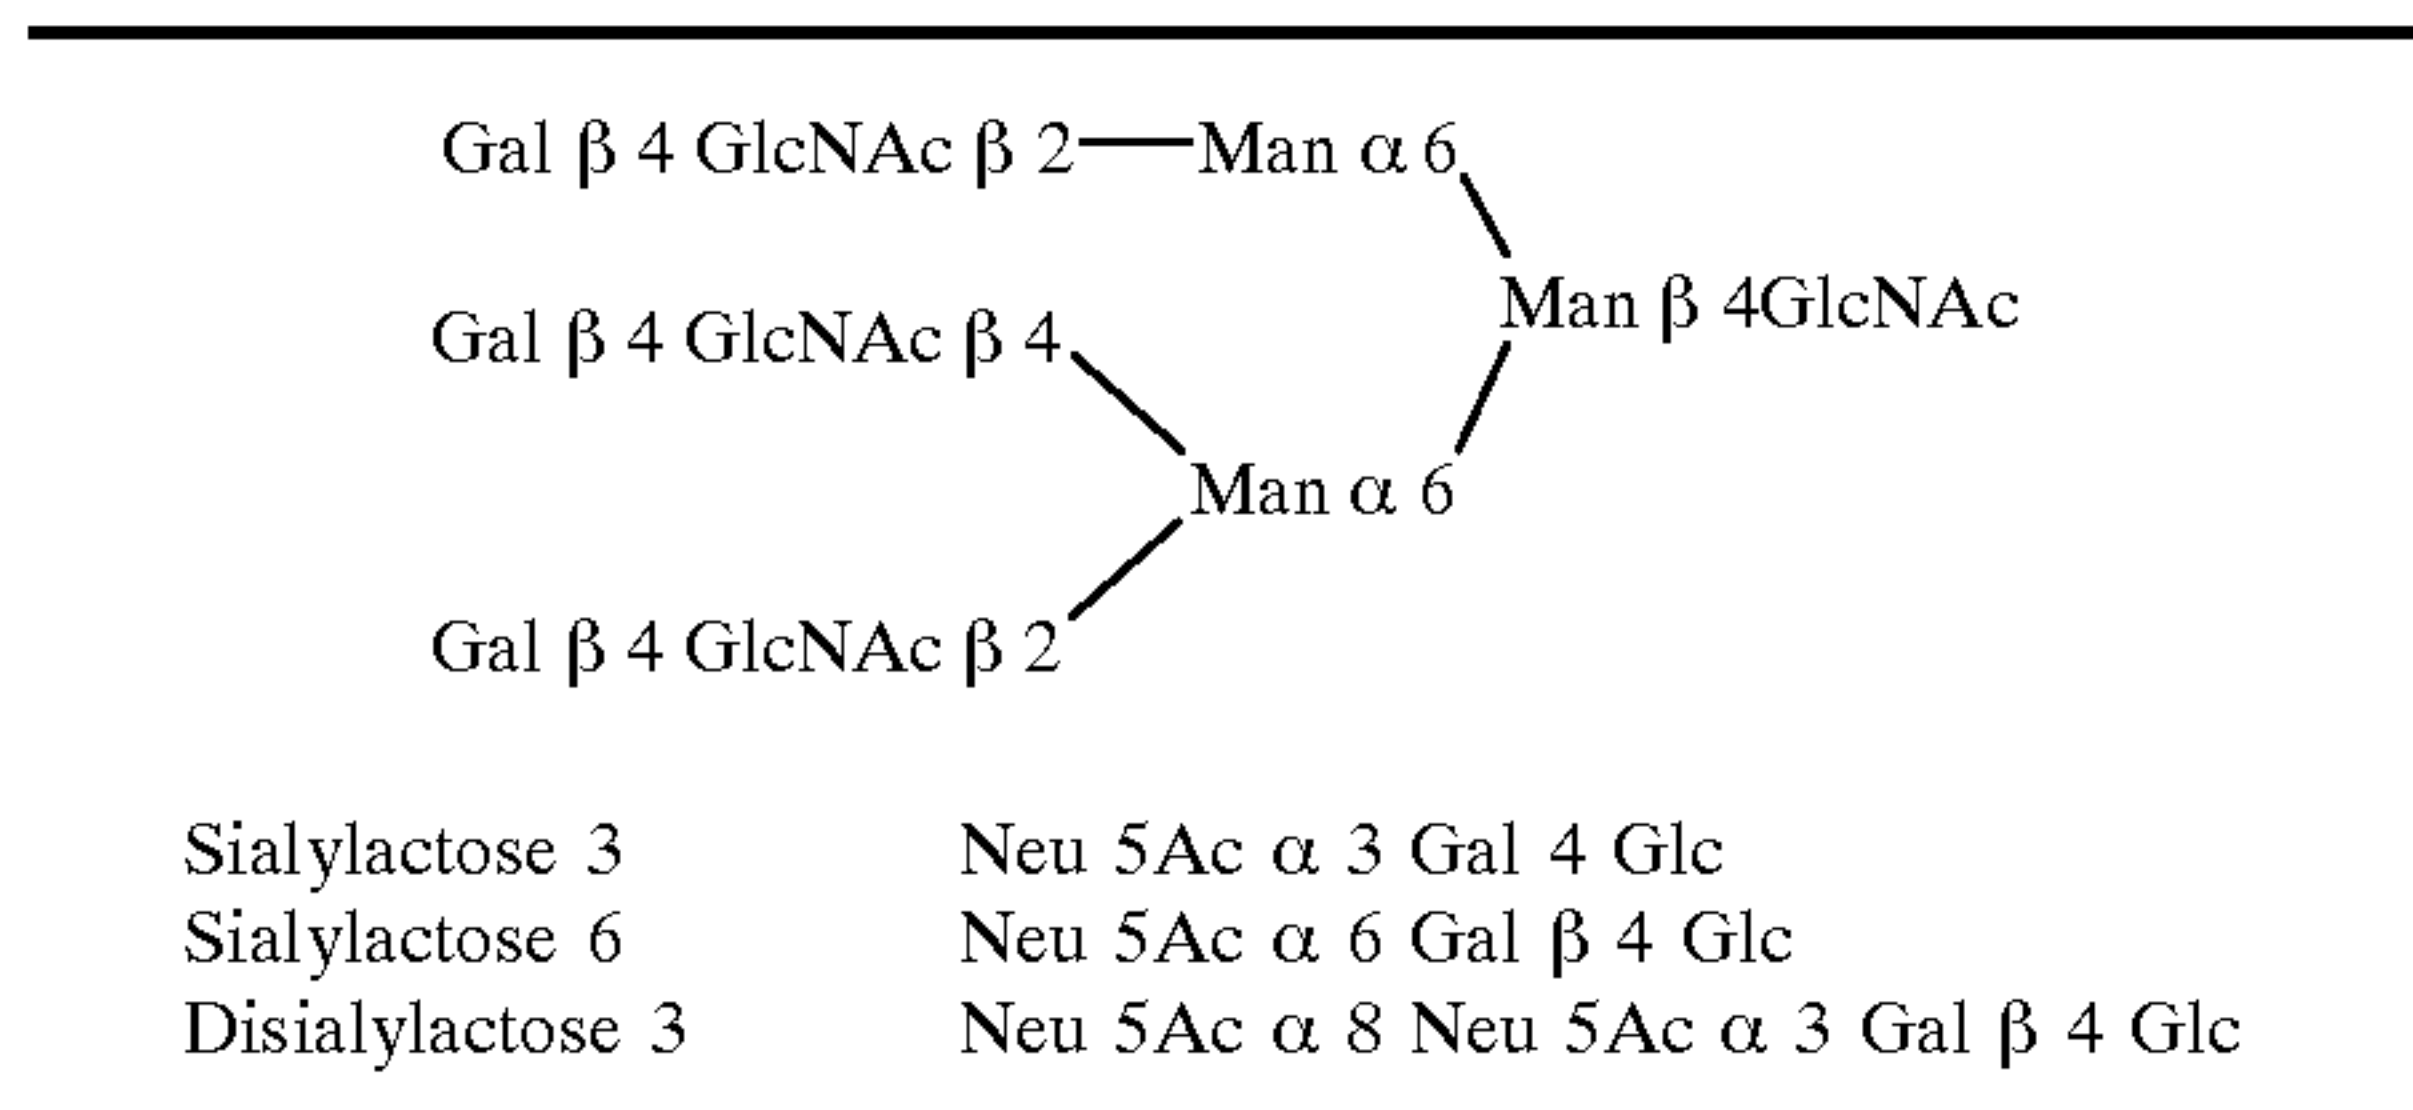 Gal β 4 GlcNAc β 2—Man α 6
Man β 4GlcNAc
Gal β 4 GlcNAc β 4
Man α 6
Gal β 4 GlcNAc β 2
Sialylactose 3 Neu 5Ac α 3 Gal 4 Glc
Sialylactose 6 Neu 5Ac α 6 Gal β 4 Glc
Disialylactose 3 Neu 5Ac α 8 Neu 5Ac α 3 Gal β 4 Glc